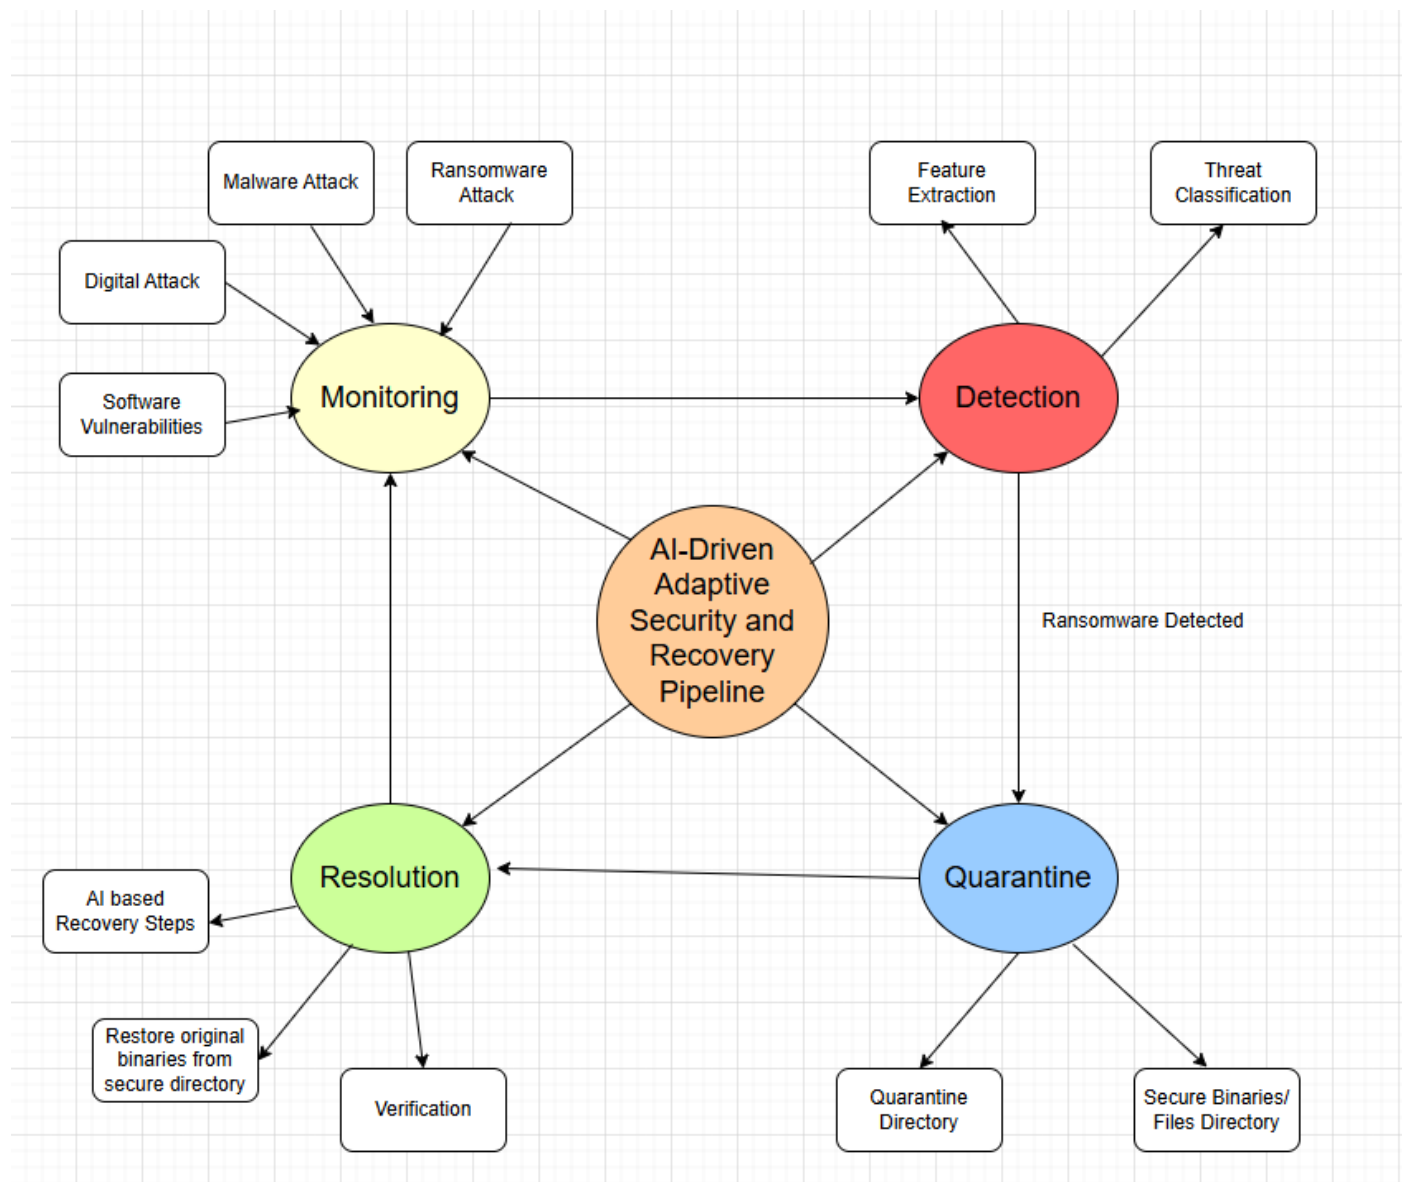 Malware Attack
Ransomware
Attack
Feature
Extraction
Threat
Classification
Digital Attack
Software
Vulnerabilities
Monitoring
Detection
AI-Driven
Adaptive
Security and
Recovery
Pipeline
Ransomware Detected
Resolution
Quarantine
AI based
Recovery Steps
Restore original
binaries from
secure directory
Verification
Quarantine
Directory
Secure Binaries/
Files Directory